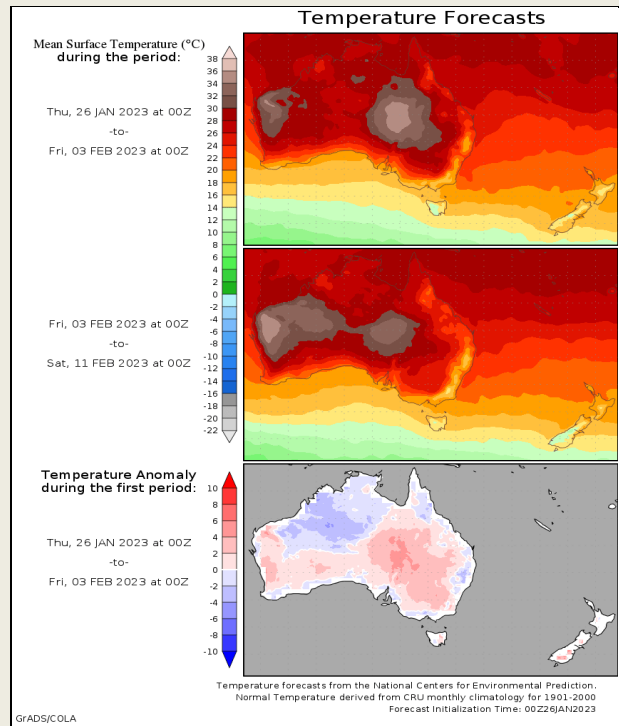 Temperature Forecasts
Mean Surface Temperature (°C)
during the period:
38
36
34
32
30
28
26
24
22
20
18
16
14
12
10
8
6
4
2
0
-2
-4
-6
-8
-10
-12
-14
-16
-18
-20
-22
Thu, 26 JAN 2023 at 00Z
-to-
Fri, 03 FEB 2023 at 00Z
Fri, 03 FEB 2023 at 00Z
-to-
Sat, 11 FEB 2023 at 00Z
Temperature Anomaly
during the first period:
10
8
6
4
2
0
-2
-4
-6
-8
-10
Thu, 26 JAN 2023 at 00Z
-to-
Fri, 03 FEB 2023 at 00Z
Temperature forecasts from the National Centers for Environmental Prediction.
Normal Temperature derived from CRU monthly climatology for 1901-2000
Forecast Initialization Time: 00Z26JAN2023
GrADS/COLA